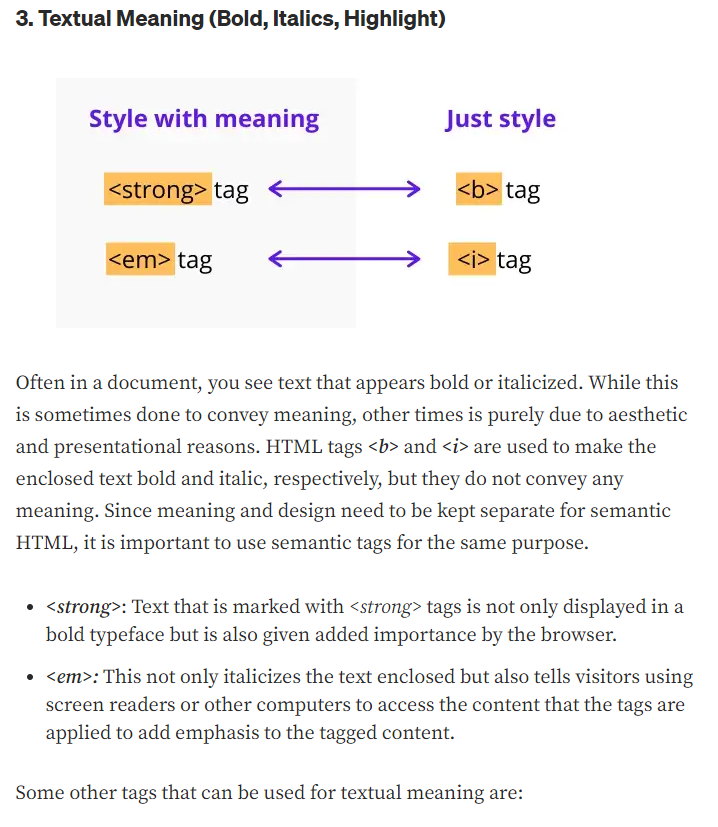 3. Textual Meaning (Bold, Italics, Highlight)
Style with meaning Just style
<strong> tag <b> tag
<em> tag <i> tag
Often in a document, you see text that appears bold or italicized. While this
is sometimes done to convey meaning, other times is purely due to aesthetic
and presentational reasons. HTML tags <b> and <i> are used to make the
enclosed text bold and italic, respectively, but they do not convey any
meaning. Since meaning and design need to be kept separate for semantic
HTML, it is important to use semantic tags for the same purpose.
• <strong>: Text that is marked with <strong> tags is not only displayed in a
bold typeface but is also given added importance by the browser.
• <em>: This not only italicizes the text enclosed but also tells visitors using
screen readers or other computers to access the content that the tags are
applied to add emphasis to the tagged content.
Some other tags that can be used for textual meaning are: